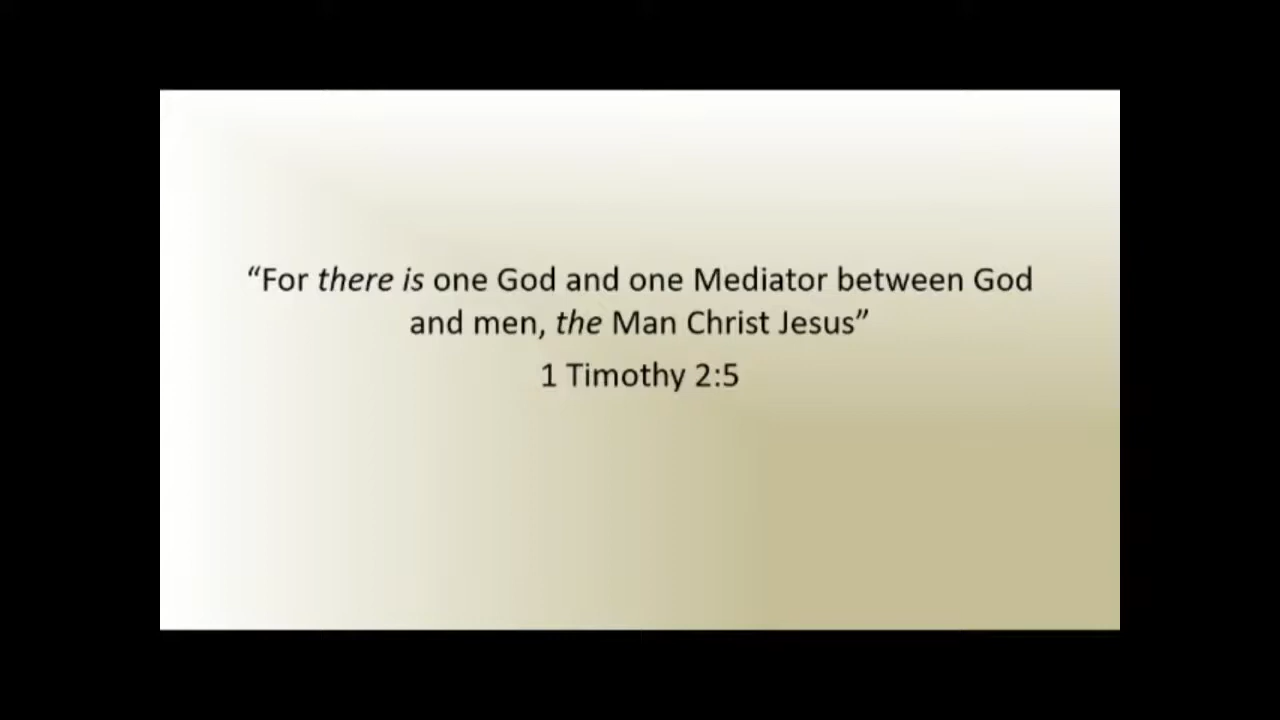 “For there is one God and one Mediator between God
and men, the Man Christ Jesus”
1 Timothy 2:5